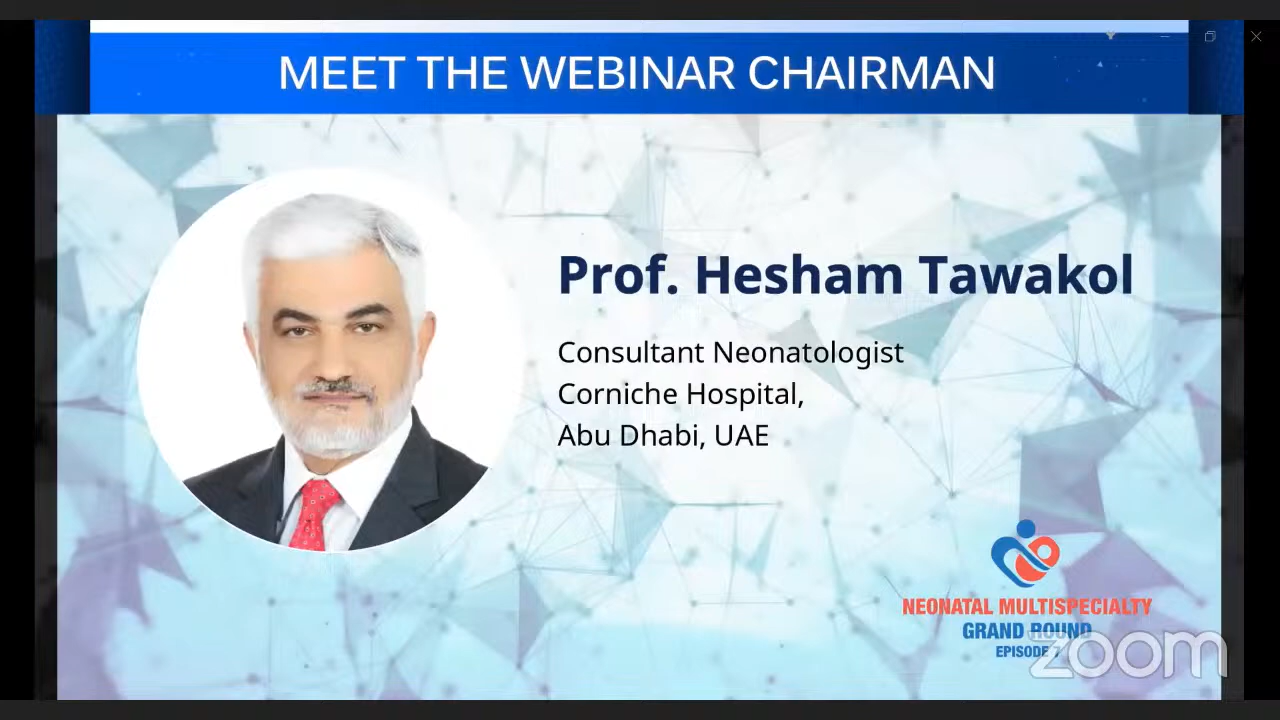 MEET THE WEBINAR CHAIRMAN
Prof. Hesham Tawakol
Consultant Neonatologist
Corniche Hospital,
Abu Dhabi, UAE
NEONATAL MULTISPECIALTY
GRAND ROUND
EPISODE 7
zoom